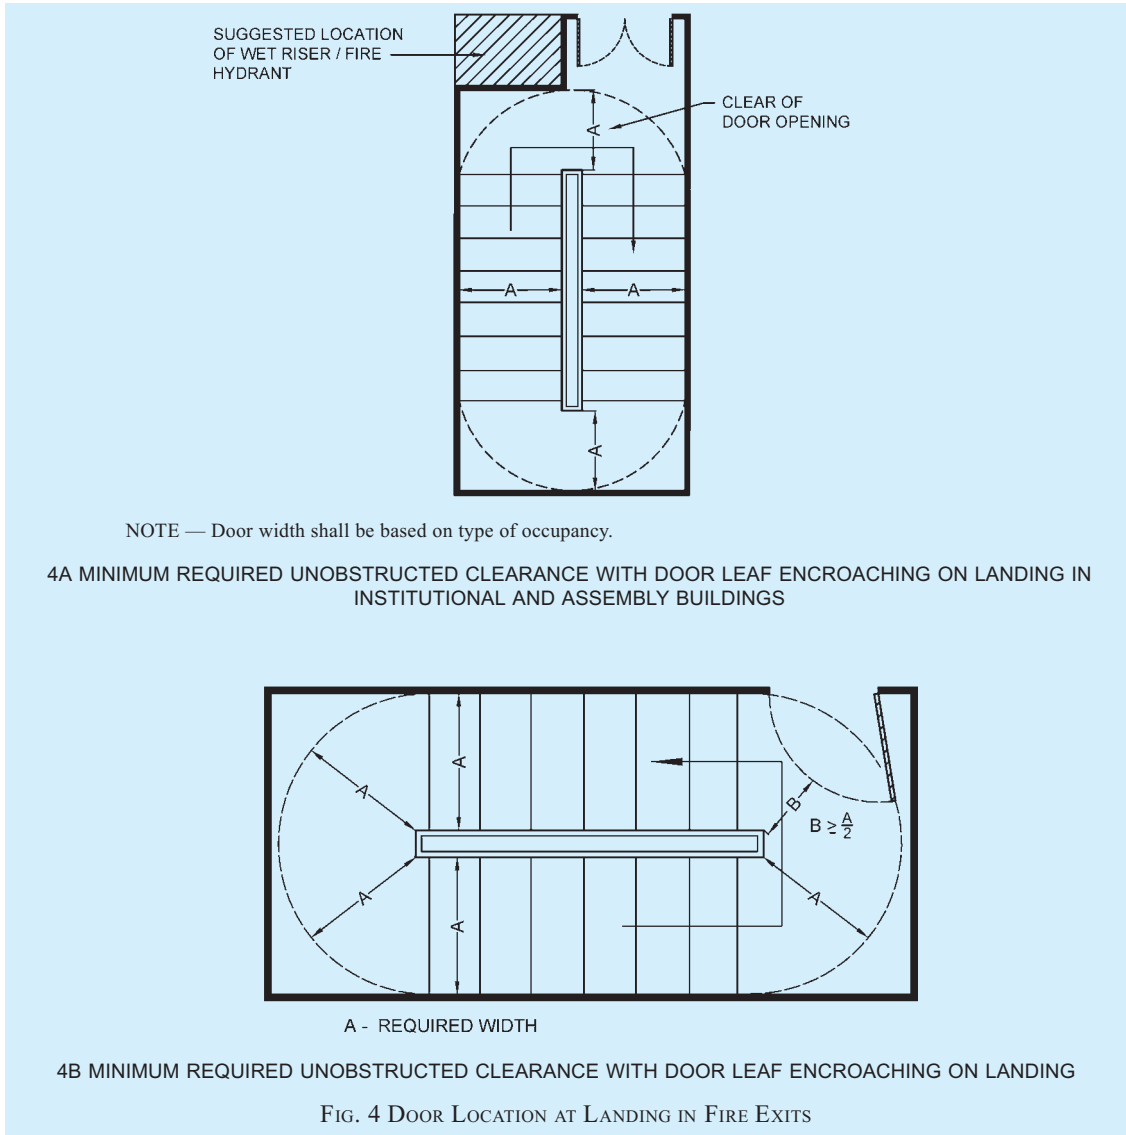 SUGGESTED LOCATION
OF WET RISER / FIRE
HYDRANT
CLEAR OF
DOOR OPENING
A
A
A
A
NOTE — Door width shall be based on type of occupancy.
4A MINIMUM REQUIRED UNOBSTRUCTED CLEARANCE WITH DOOR LEAF ENCROACHING ON LANDING IN
INSTITUTIONAL AND ASSEMBLY BUILDINGS
A
A
B
B ≥ A/2
A
A
A
A - REQUIRED WIDTH
4B MINIMUM REQUIRED UNOBSTRUCTED CLEARANCE WITH DOOR LEAF ENCROACHING ON LANDING
FIG. 4 DOOR LOCATION AT LANDING IN FIRE EXITS